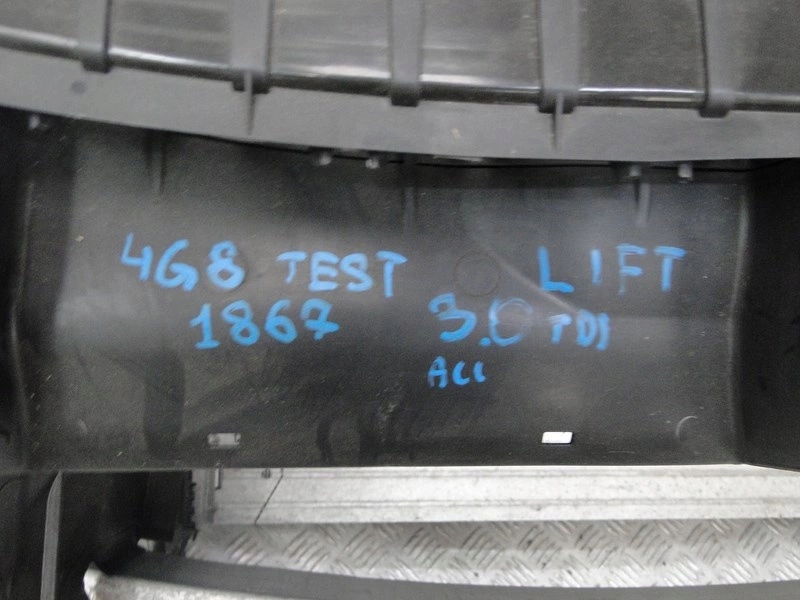 4G8 TEST LIFT
1867 3.0 TDI
ACC